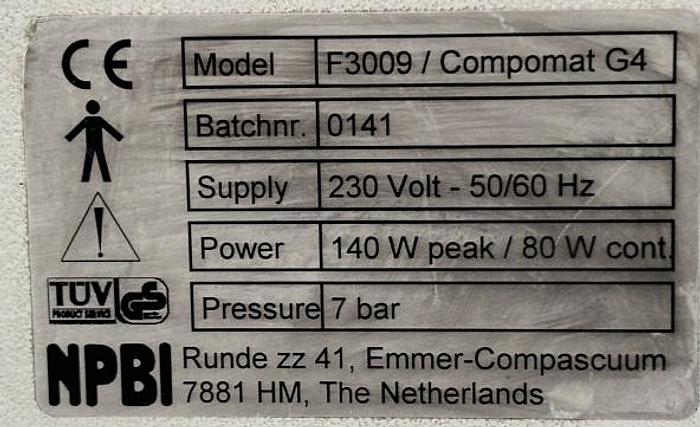 CE
Model F3009 / Compomat G4
Batchnr. 0141
Supply 230 Volt - 50/60 Hz
Power 140 W peak / 80 W cont.
Pressure 7 bar
TÜV
PRODUCT SERVICE
GS
NPBI Runde zz 41, Emmer-Compascuum
7881 HM, The Netherlands